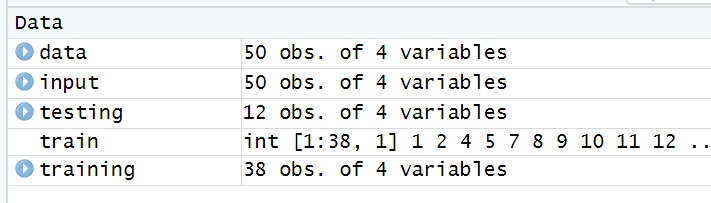 Data
data 50 obs. of 4 variables
input 50 obs. of 4 variables
testing 12 obs. of 4 variables
train int [1:38, 1] 1 2 4 5 7 8 9 10 11 12 ..
training 38 obs. of 4 variables